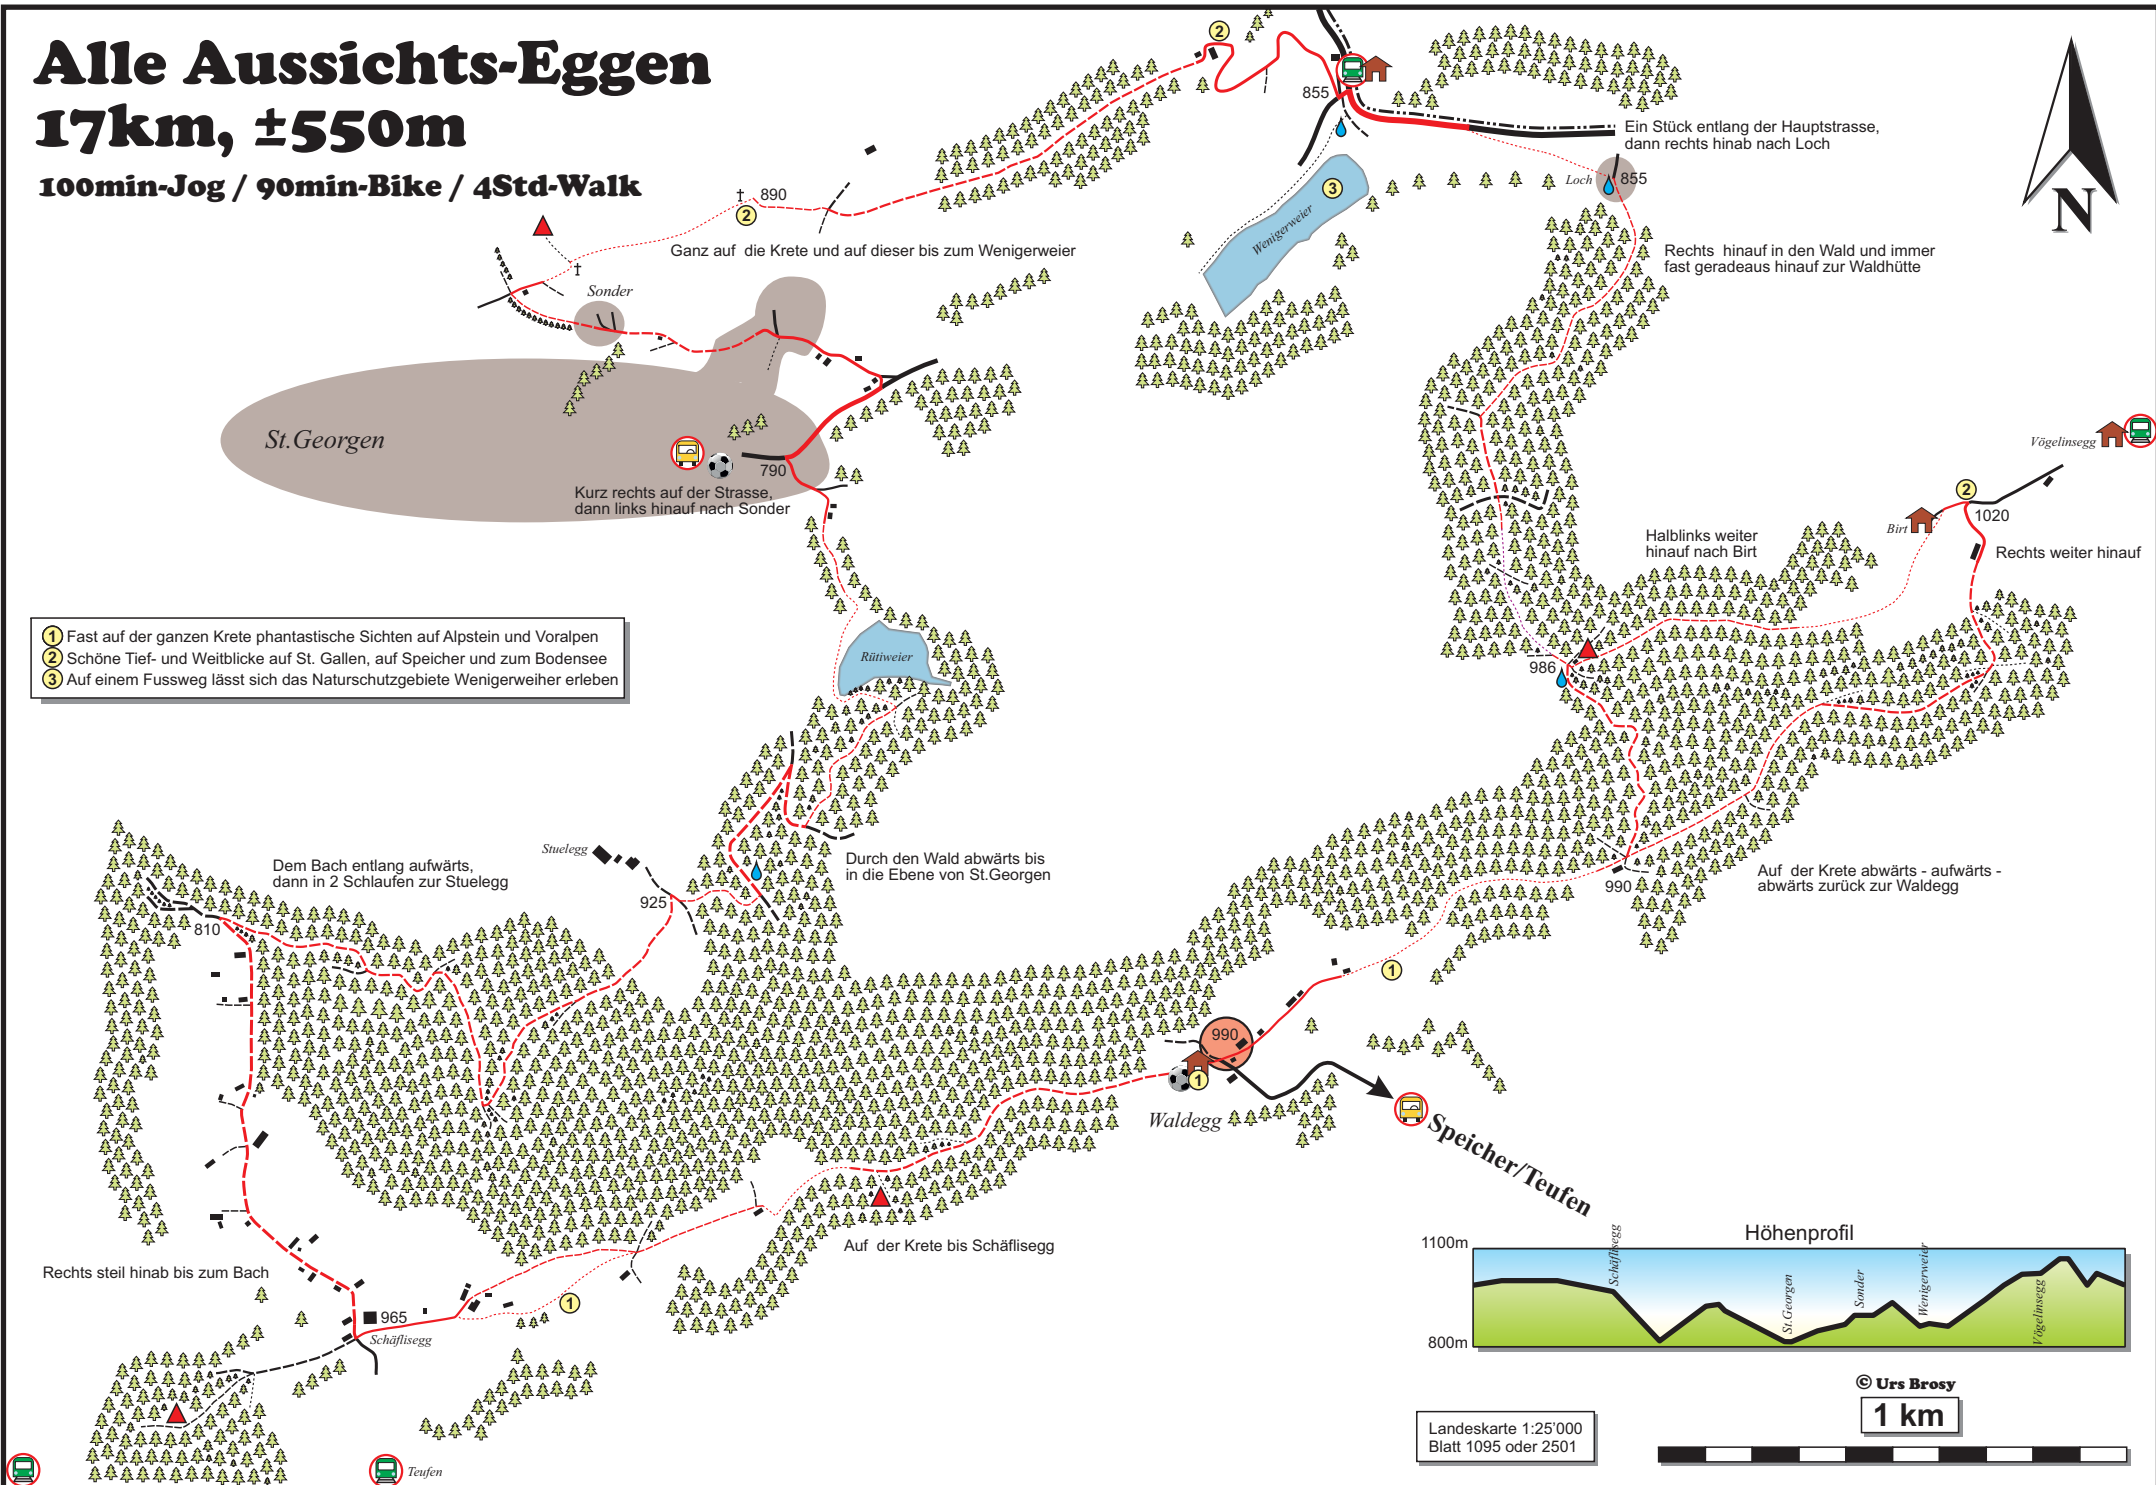 Alle Aussichts-Eggen
17km, ±550m
100min-Jog / 90min-Bike / 4Std-Walk
2
855
Ein Stück entlang der Hauptstrasse,
dann rechts hinab nach Loch
Loch
855
N
890
2
3
Wenigerweier
Ganz auf die Krete und auf dieser bis zum Wenigerweier
Rechts hinauf in den Wald und immer
fast geradeaus hinauf zur Waldhütte
Sonder
St.Georgen
790
Kurz rechts auf der Strasse,
dann links hinauf nach Sonder
Vögelinsegg
2
1020
Birt
Rechts weiter hinauf
Halblinks weiter
hinauf nach Birt
1 Fast auf der ganzen Krete phantastische Sichten auf Alpstein und Voralpen
2 Schöne Tief- und Weitblicke auf St. Gallen, auf Speicher und zum Bodensee
3 Auf einem Fussweg lässt sich das Naturschutzgebiete Wenigerweiher erleben
Rütiweier
986
Stuelegg
Dem Bach entlang aufwärts,
dann in 2 Schlaufen zur Stuelegg
Durch den Wald abwärts bis
in die Ebene von St.Georgen
925
990
Auf der Krete abwärts - aufwärts -
abwärts zurück zur Waldegg
810
1
990
1
Waldegg
Speicher/Teufen
Auf der Krete bis Schäflisegg
Rechts steil hinab bis zum Bach
1
965
Schäflisegg
Höhenprofil
1100m
800m
Schäflisegg
St.Georgen
Sonder
Wenigerweier
Vögelinsegg
© Urs Brosy
1 km
Landeskarte 1:25'000
Blatt 1095 oder 2501
Teufen